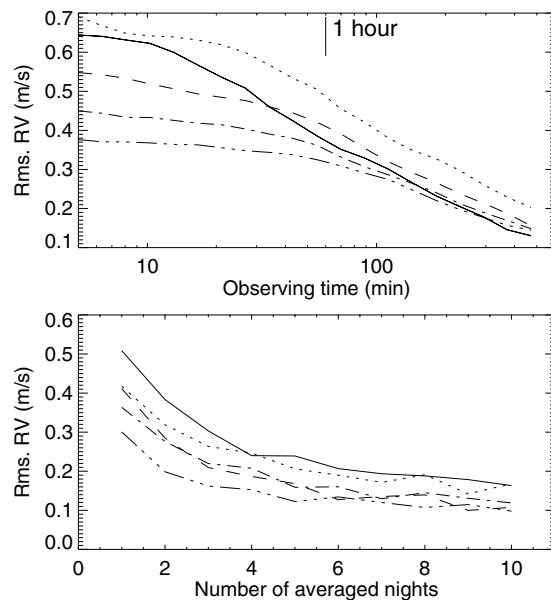 0.7
1 hour
0.6
0.5
0.4
0.3
0.2
0.1
Rms. RV (m/s)
10 100
Observing time (min)
0.6
0.5
0.4
0.3
0.2
0.1
0.0
Rms. RV (m/s)
0 2 4 6 8 10
Number of averaged nights